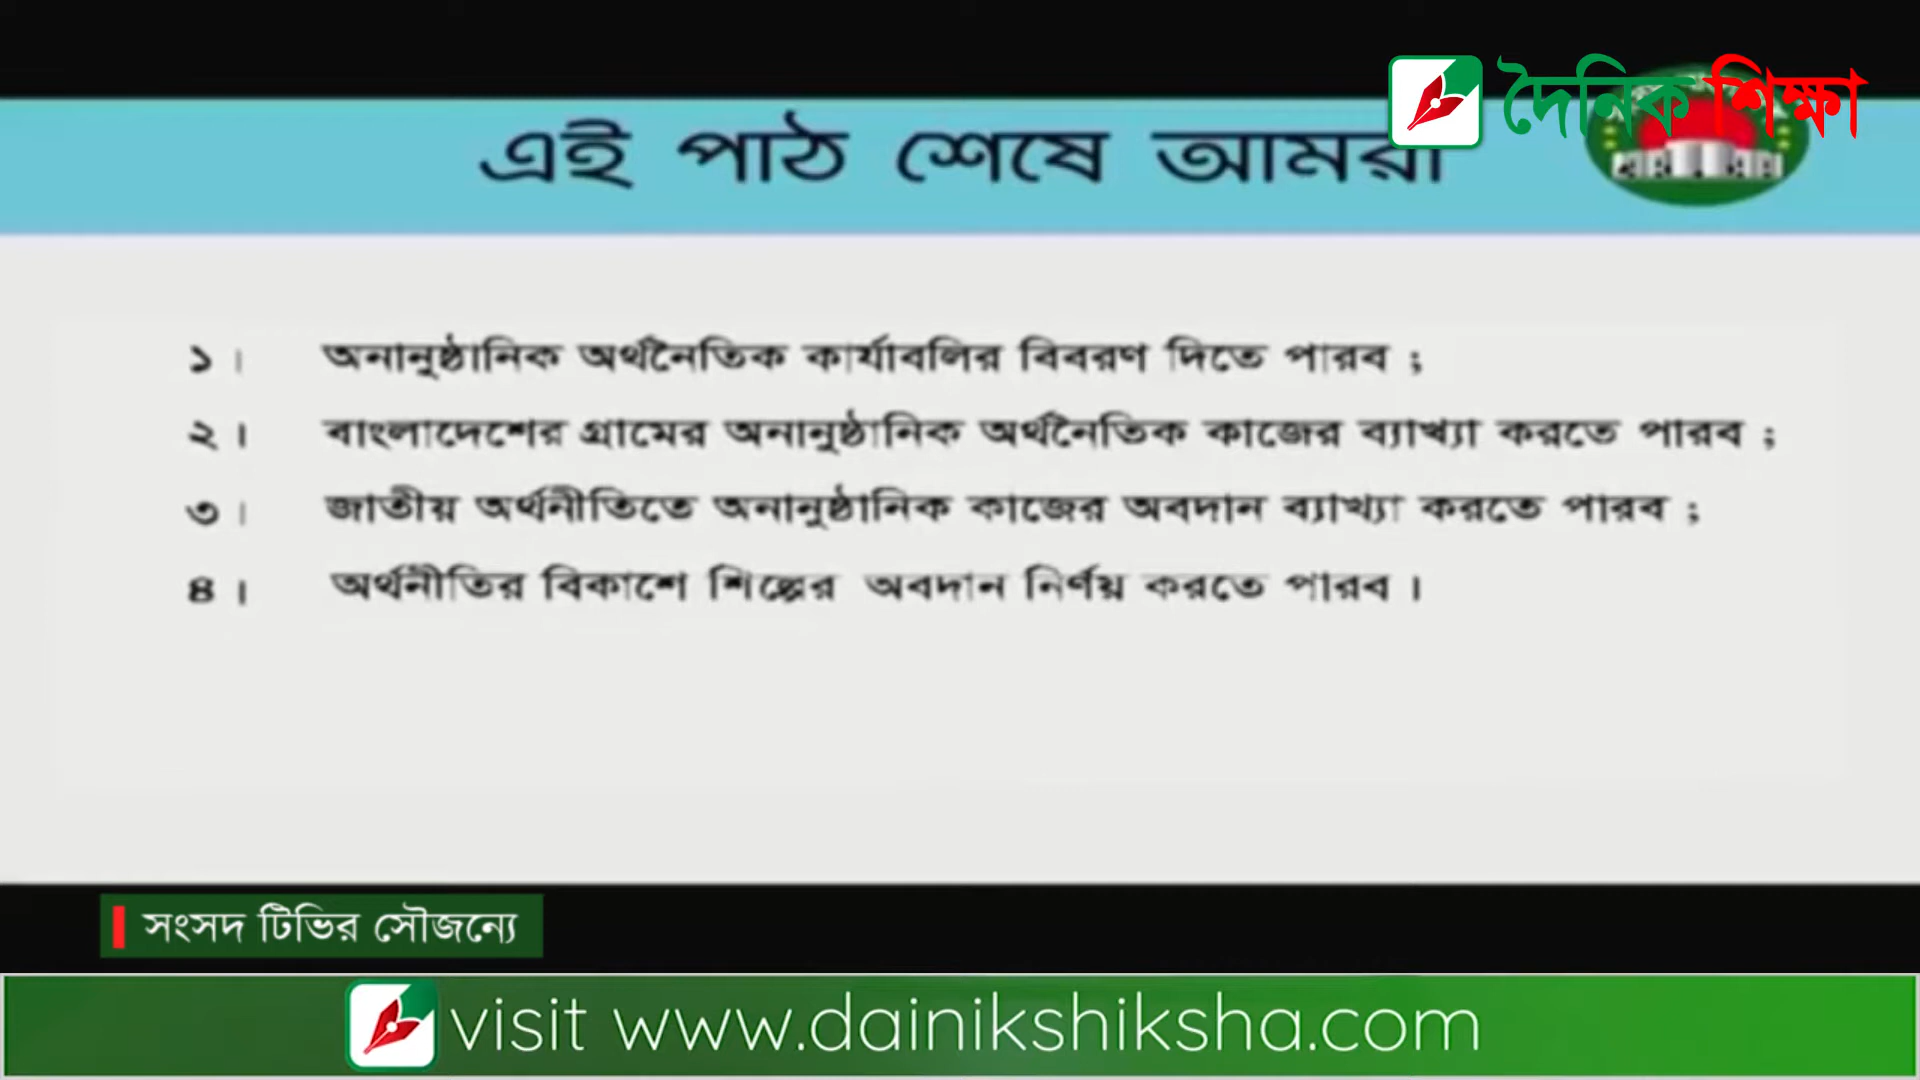 দৈনিক শিক্ষা
এই পাঠ শেষে আমরা
১। অনানুষ্ঠানিক অর্থনৈতিক কার্যাবলির বিবরণ দিতে পারব ;
২। বাংলাদেশের গ্রামের অনানুষ্ঠানিক অর্থনৈতিক কাজের ব্যাখ্যা করতে পারব ;
৩। জাতীয় অর্থনীতিতে অনানুষ্ঠানিক কাজের অবদান ব্যাখ্যা করতে পারব ;
৪। অর্থনীতির বিকাশে শিল্পের অবদান নির্ণয় করতে পারব।
সংসদ টিভির সৌজন্যে
visit www.dainikshiksha.com